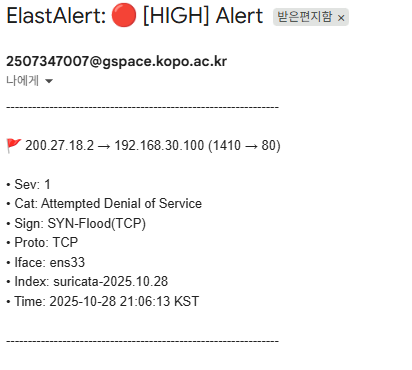 ElastAlert: 🔴 [HIGH] Alert 받은편지함 ×
2507347007@gspace.kopo.ac.kr
나에게
---------------------------------------------------------------
🚩 200.27.18.2 → 192.168.30.100 (1410 → 80)
• Sev: 1
• Cat: Attempted Denial of Service
• Sign: SYN-Flood(TCP)
• Proto: TCP
• Iface: ens33
• Index: suricata-2025.10.28
• Time: 2025-10-28 21:06:13 KST
---------------------------------------------------------------